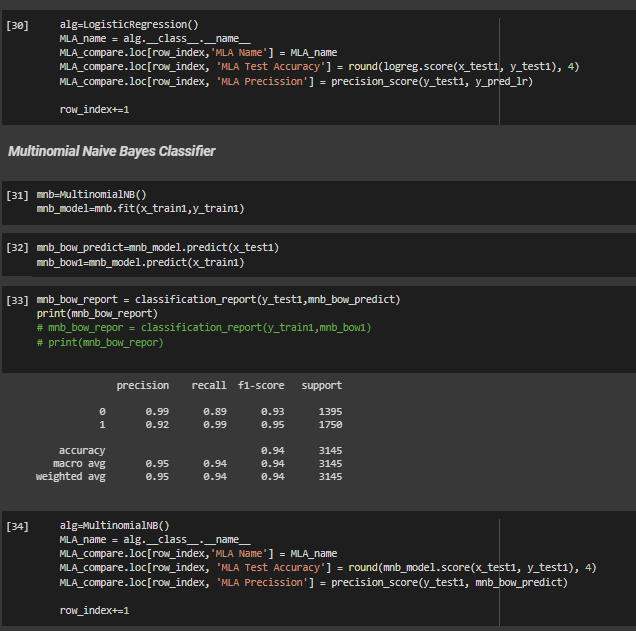 [30] alg=LogisticRegression()
MLA_name = alg.__class__.__name__
MLA_compare.loc[row_index,'MLA Name'] = MLA_name
MLA_compare.loc[row_index, 'MLA Test Accuracy'] = round(logreg.score(x_test1, y_test1), 4)
MLA_compare.loc[row_index, 'MLA Precission'] = precision_score(y_test1, y_pred_lr)
row_index+=1
Multinomial Naive Bayes Classifier
[31] mnb=MultinomialNB()
mnb_model=mnb.fit(x_train1,y_train1)
[32] mnb_bow_predict=mnb_model.predict(x_test1)
mnb_bow1=mnb_model.predict(x_train1)
[33] mnb_bow_report = classification_report(y_test1,mnb_bow_predict)
print(mnb_bow_report)
# mnb_bow_repor = classification_report(y_train1,mnb_bow1)
# print(mnb_bow_repor)
precision recall f1-score support
0 0.99 0.89 0.93 1395
1 0.92 0.99 0.95 1750
accuracy 0.94 3145
macro avg 0.95 0.94 0.94 3145
weighted avg 0.95 0.94 0.94 3145
[34] alg=MultinomialNB()
MLA_name = alg.__class__.__name__
MLA_compare.loc[row_index,'MLA Name'] = MLA_name
MLA_compare.loc[row_index, 'MLA Test Accuracy'] = round(mnb_model.score(x_test1, y_test1), 4)
MLA_compare.loc[row_index, 'MLA Precission'] = precision_score(y_test1, mnb_bow_predict)
row_index+=1